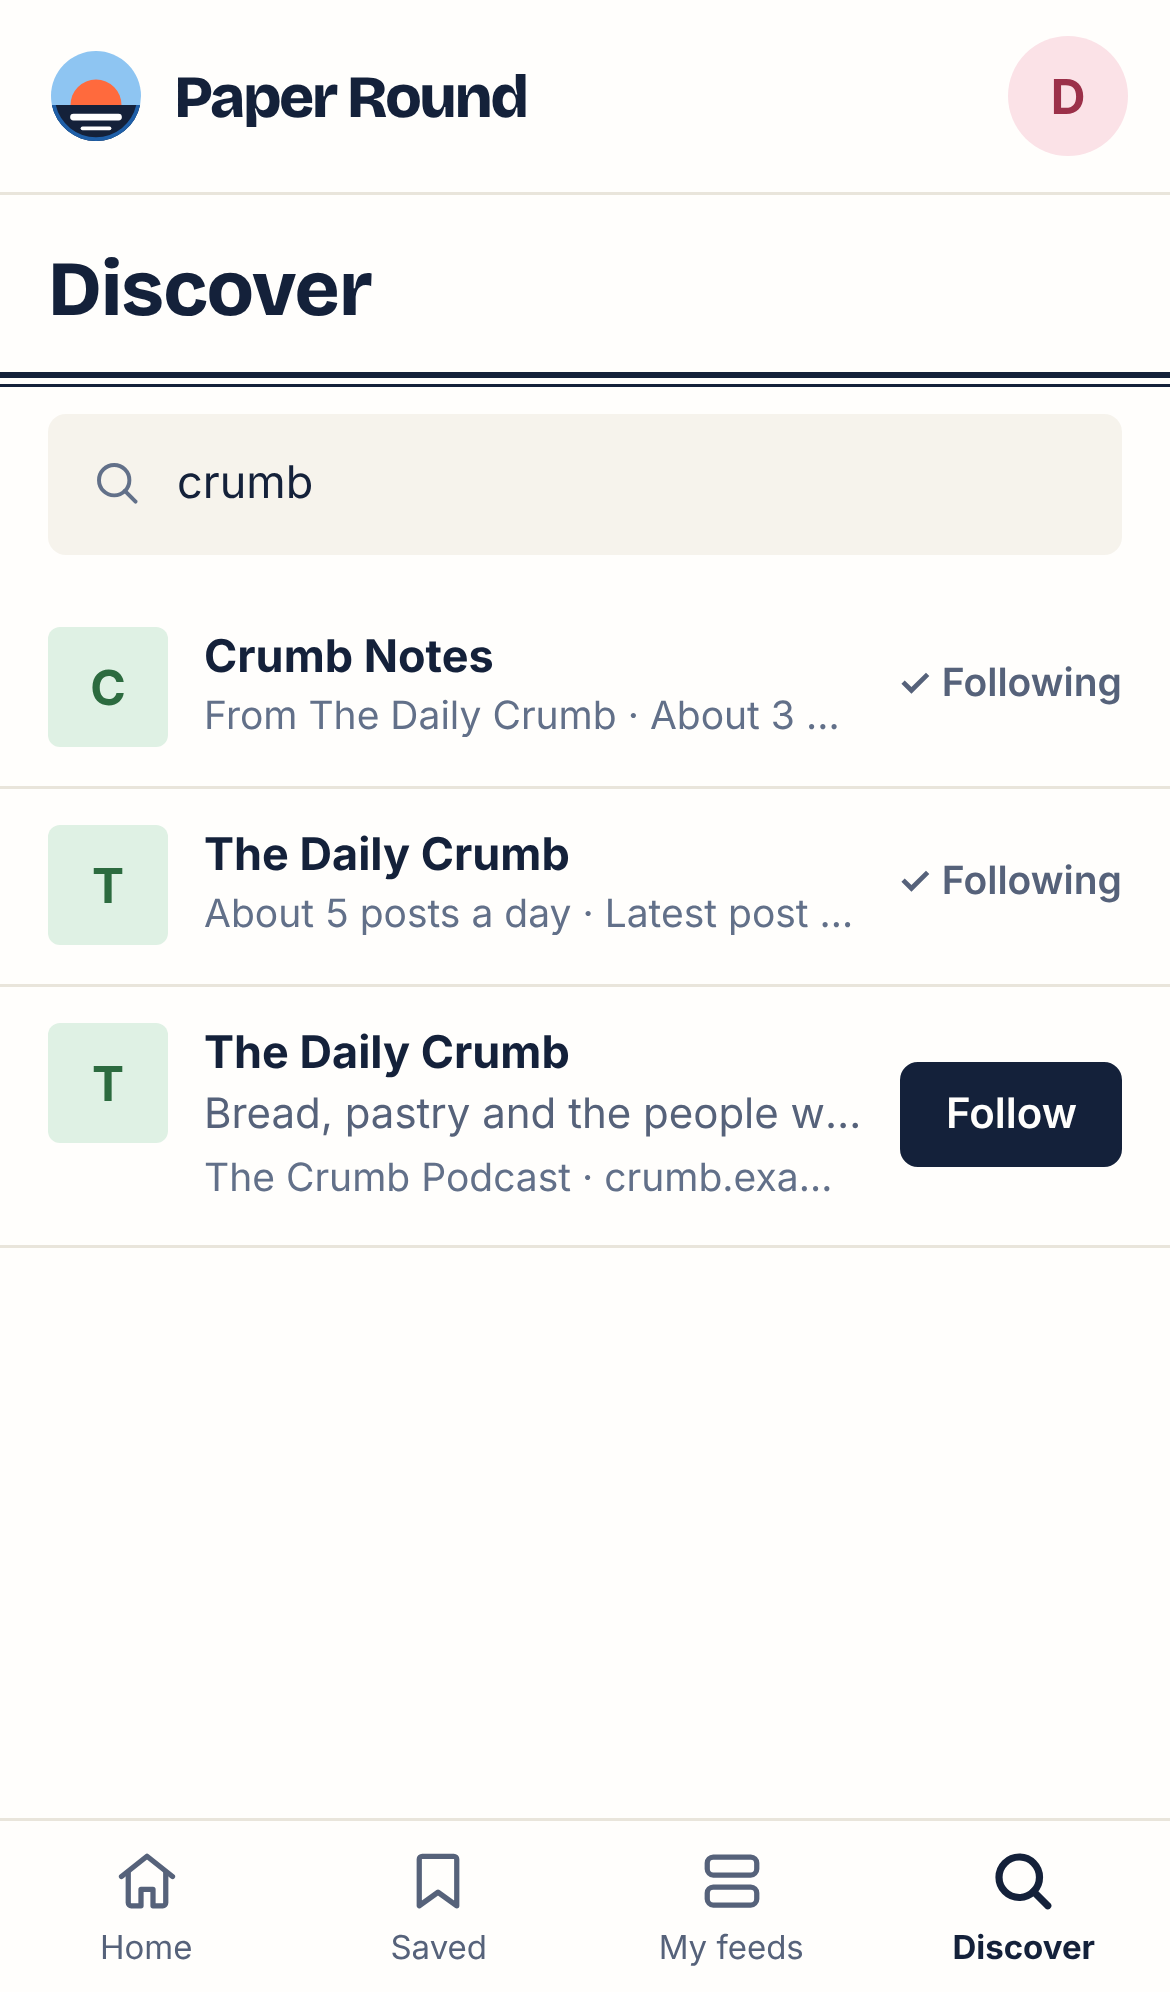 Paper Round
D
Discover
crumb
C
Crumb Notes
From The Daily Crumb · About 3 ...
Following
T
The Daily Crumb
About 5 posts a day · Latest post ...
Following
T
The Daily Crumb
Bread, pastry and the people w...
The Crumb Podcast · crumb.exa...
Follow
Home
Saved
My feeds
Discover